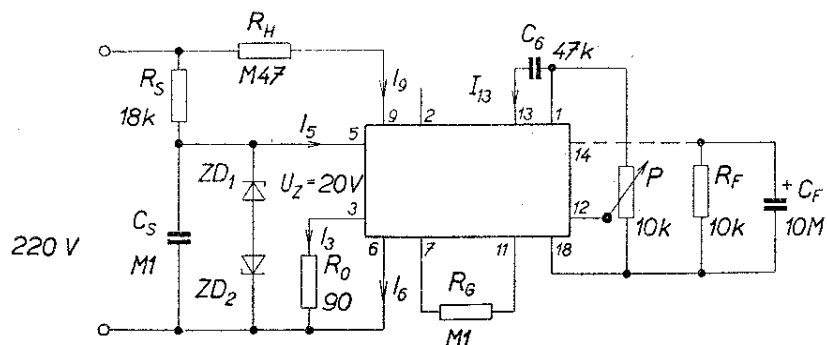 R_H
M47
R_S
18k
C_S
M1
220 V
ZD_1
ZD_2
U_Z = 20V
I_5
I_9
I_3
I_6
I_13
R_O
90
R_G
M1
C_6
47k
P
10k
R_F
10k
+ C_F
10M
5
9
2
13
1
14
12
18
11
7
6
3